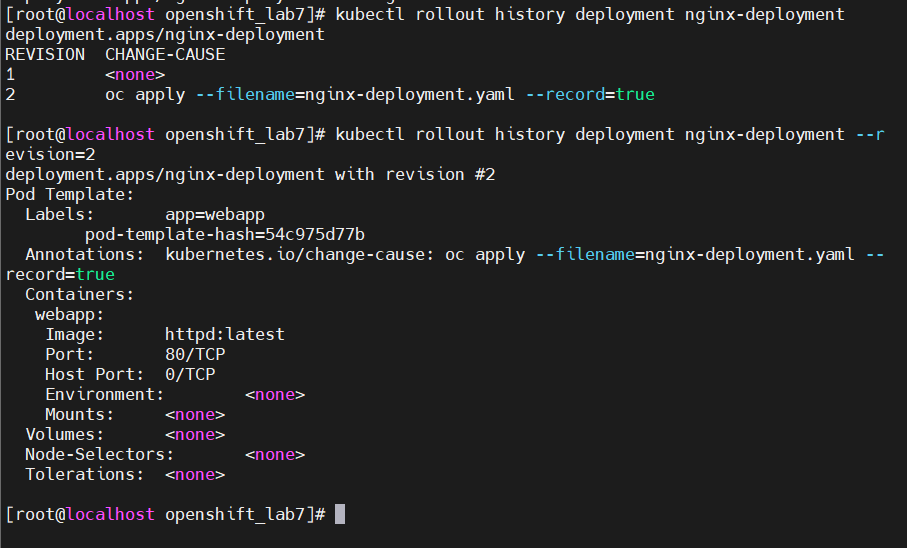 [root@localhost openshift_lab7]# kubectl rollout history deployment nginx-deployment
deployment.apps/nginx-deployment
REVISION  CHANGE-CAUSE
1         <none>
2         oc apply --filename=nginx-deployment.yaml --record=true
[root@localhost openshift_lab7]# kubectl rollout history deployment nginx-deployment --r
evision=2
deployment.apps/nginx-deployment with revision #2
Pod Template:
  Labels:       app=webapp
        pod-template-hash=54c975d77b
  Annotations:  kubernetes.io/change-cause: oc apply --filename=nginx-deployment.yaml --
record=true
  Containers:
   webapp:
    Image:      httpd:latest
    Port:       80/TCP
    Host Port:  0/TCP
    Environment:        <none>
    Mounts:     <none>
  Volumes:      <none>
  Node-Selectors:       <none>
  Tolerations:  <none>
[root@localhost openshift_lab7]#